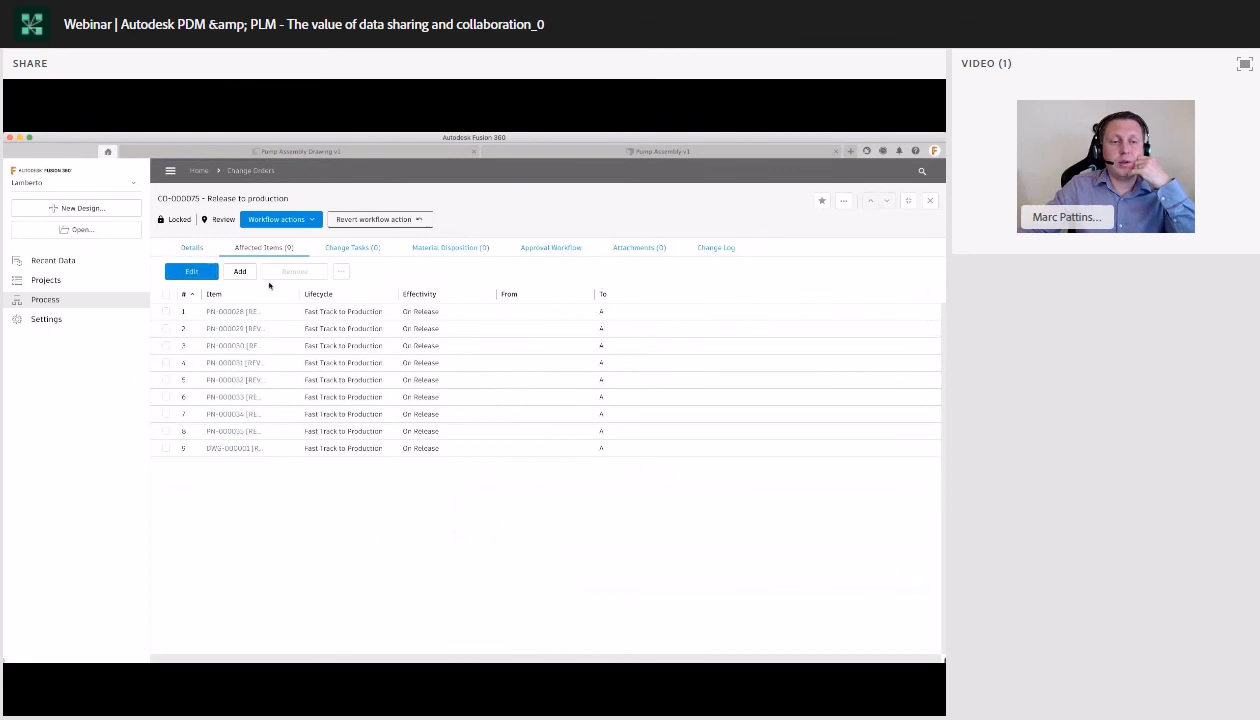 Webinar | Autodesk PDM &amp; PLM - The value of data sharing and collaboration_0
SHARE
VIDEO (1)
Autodesk Fusion 360
Pump Assembly Drawing v1
Pump Assembly v1
AUTODESK FUSION 360
Lamberto
New Design...
Open...
Recent Data
Projects
Process
Settings
Home
Change Orders
CO-000075 - Release to production
Locked Review Workflow actions Revert workflow action
Details Affected Items (9) Change Tasks (0) Material Disposition (0) Approval Workflow Attachments (0) Change Log
Edit Add Remove
# Item Lifecycle Effectivity From To
1 PN-000028 [RE... Fast Track to Production On Release A
2 PN-000029 [REV... Fast Track to Production On Release A
3 PN-000030 [RE... Fast Track to Production On Release A
4 PN-000031 [REV... Fast Track to Production On Release A
5 PN-000032 [REV... Fast Track to Production On Release A
6 PN-000033 [RE... Fast Track to Production On Release A
7 PN-000034 [RE... Fast Track to Production On Release A
8 PN-000035 [RE... Fast Track to Production On Release A
9 DWG-000001 [R... Fast Track to Production On Release A
Marc Pattins...